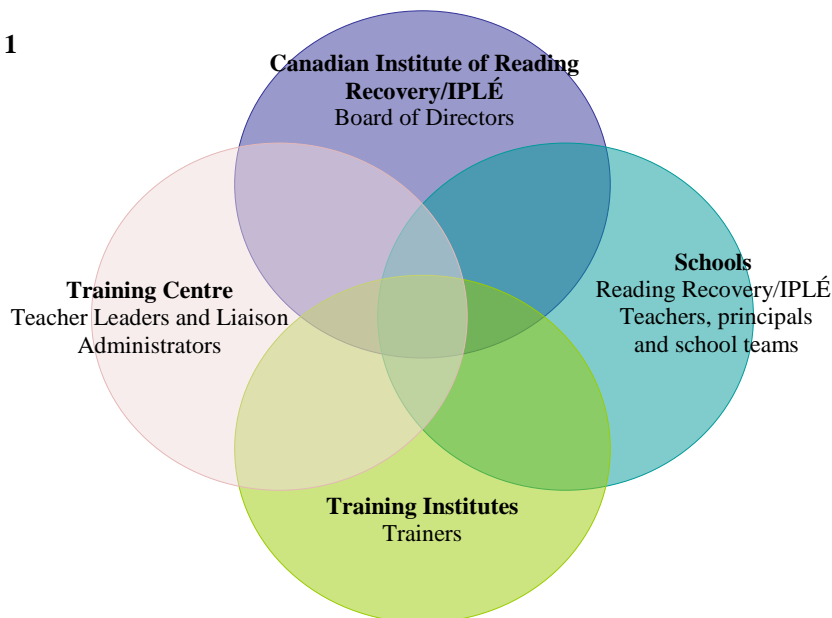 1
Canadian Institute of Reading
Recovery/IPLÉ
Board of Directors
Training Centre
Teacher Leaders and Liaison
Administrators
Schools
Reading Recovery/IPLÉ
Teachers, principals
and school teams
Training Institutes
Trainers